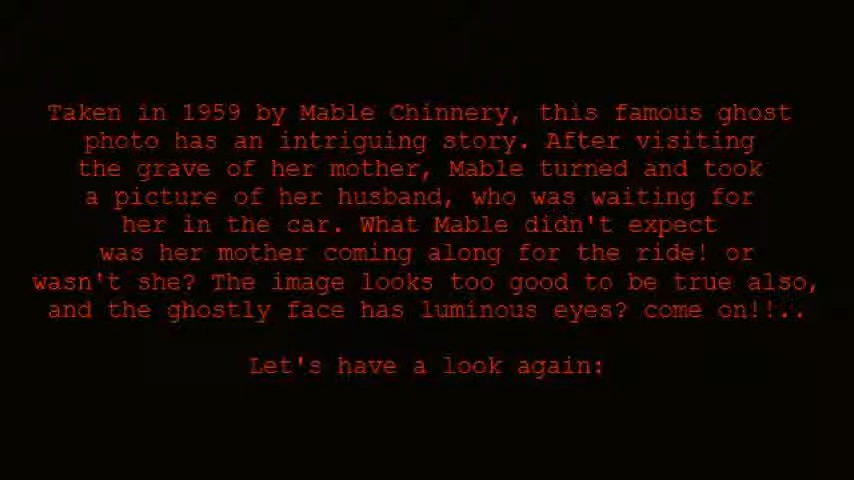 Taken in 1959 by Mable Chinnery, this famous ghost
photo has an intriguing story. After visiting
the grave of her mother, Mable turned and took
a picture of her husband, who was waiting for
her in the car. What Mable didn't expect
was her mother coming along for the ride! or
wasn't she? The image looks too good to be true also,
and the ghostly face has luminous eyes? come on!!..
Let's have a look again: